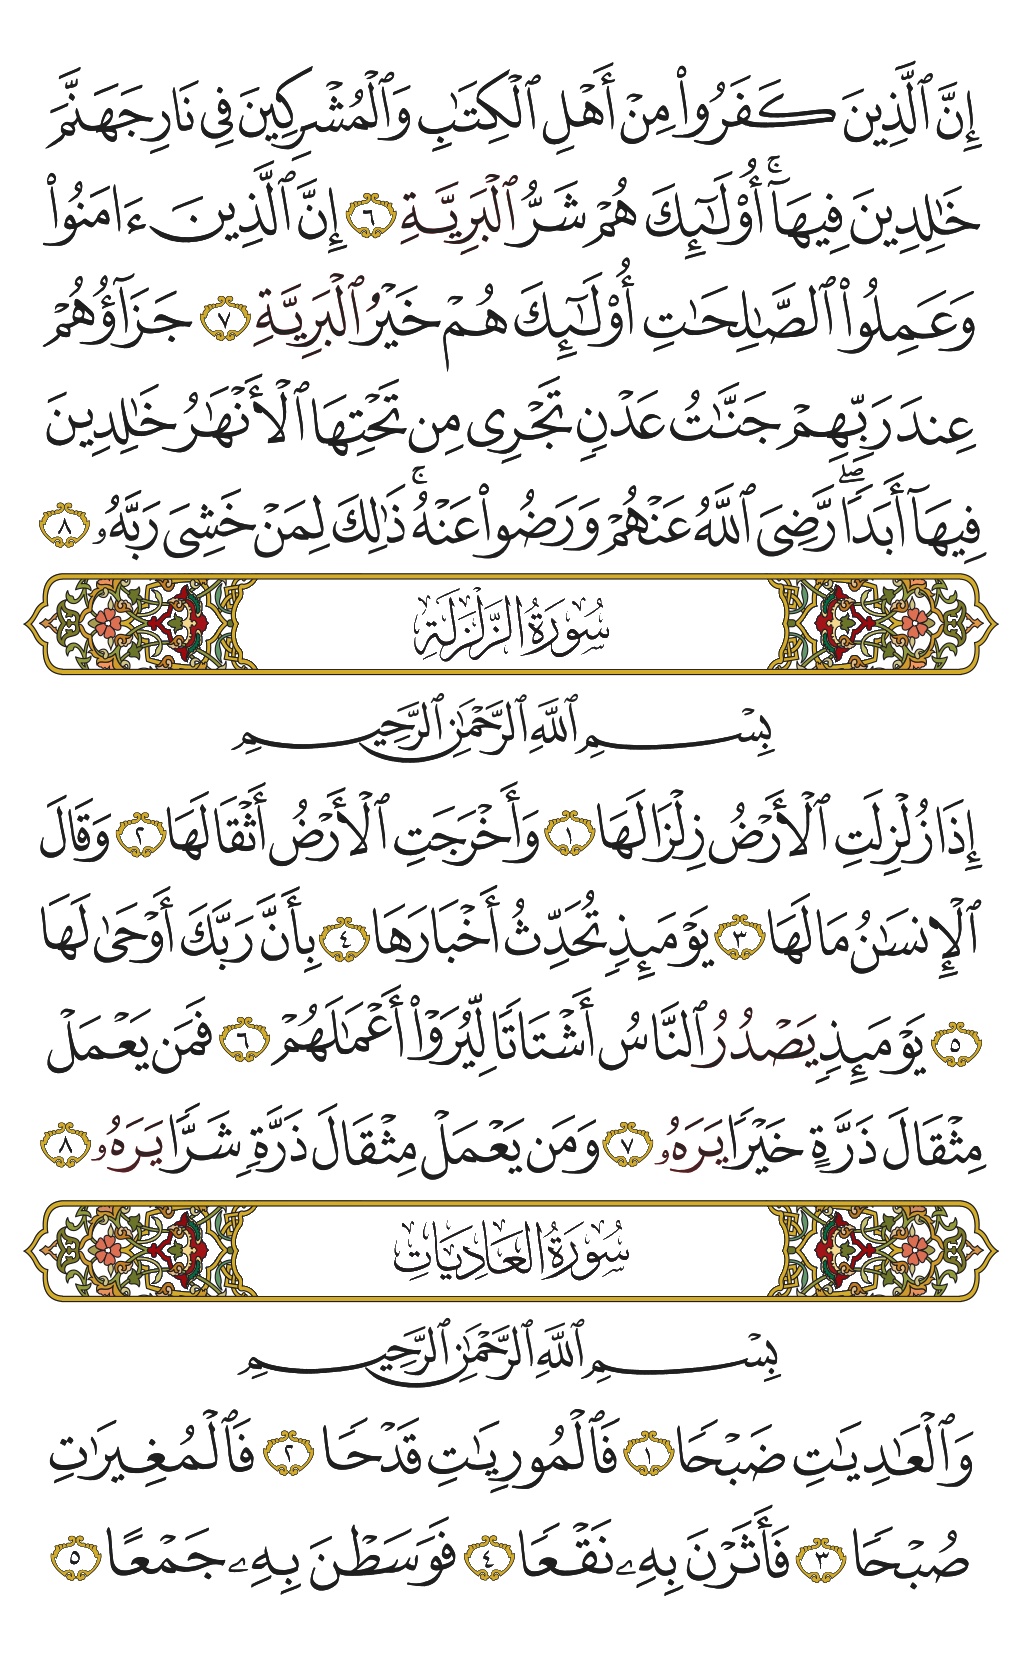 إِنَّ ٱلَّذِينَ كَفَرُوا۟ مِنْ أَهْلِ ٱلْكِتَـٰبِ وَٱلْمُشْرِكِينَ فِى نَارِ جَهَنَّمَ
خَـٰلِدِينَ فِيهَآ ۚ أُو۟لَـٰٓئِكَ هُمْ شَرُّ ٱلْبَرِيَّةِ ٦ إِنَّ ٱلَّذِينَ ءَامَنُوا۟
وَعَمِلُوا۟ ٱلصَّـٰلِحَـٰتِ أُو۟لَـٰٓئِكَ هُمْ خَيْرُ ٱلْبَرِيَّةِ ٧ جَزَآؤُهُمْ
عِندَ رَبِّهِمْ جَنَّـٰتُ عَدْنٍ تَجْرِى مِن تَحْتِهَا ٱلْأَنْهَـٰرُ خَـٰلِدِينَ
فِيهَآ أَبَدًا ۖ رَّضِىَ ٱللَّهُ عَنْهُمْ وَرَضُوا۟ عَنْهُ ۚ ذَٰلِكَ لِمَنْ خَشِىَ رَبَّهُۥ ٨
سُورَةُ الزَّلْزَلَةِ
بِسْمِ ٱللَّهِ ٱلرَّحْمَـٰنِ ٱلرَّحِيمِ
إِذَا زُلْزِلَتِ ٱلْأَرْضُ زِلْزَالَهَا ١ وَأَخْرَجَتِ ٱلْأَرْضُ أَثْقَالَهَا ٢ وَقَالَ
ٱلْإِنسَـٰنُ مَا لَهَا ٣ يَوْمَئِذٍ تُحَدِّثُ أَخْبَارَهَا ٤ بِأَنَّ رَبَّكَ أَوْحَىٰ لَهَا
٥ يَوْمَئِذٍ يَصْدُرُ ٱلنَّاسُ أَشْتَاتًا لِّيُرَوْا۟ أَعْمَـٰلَهُمْ ٦ فَمَن يَعْمَلْ
مِثْقَالَ ذَرَّةٍ خَيْرًا يَرَهُۥ ٧ وَمَن يَعْمَلْ مِثْقَالَ ذَرَّةٍ شَرًّا يَرَهُۥ ٨
سُورَةُ العَادِيَاتِ
بِسْمِ ٱللَّهِ ٱلرَّحْمَـٰنِ ٱلرَّحِيمِ
وَٱلْعَـٰدِيَـٰتِ ضَبْحًا ١ فَٱلْمُورِيَـٰتِ قَدْحًا ٢ فَٱلْمُغِيرَٰتِ
صُبْحًا ٣ فَأَثَرْنَ بِهِۦ نَقْعًا ٤ فَوَسَطْنَ بِهِۦ جَمْعًا ٥